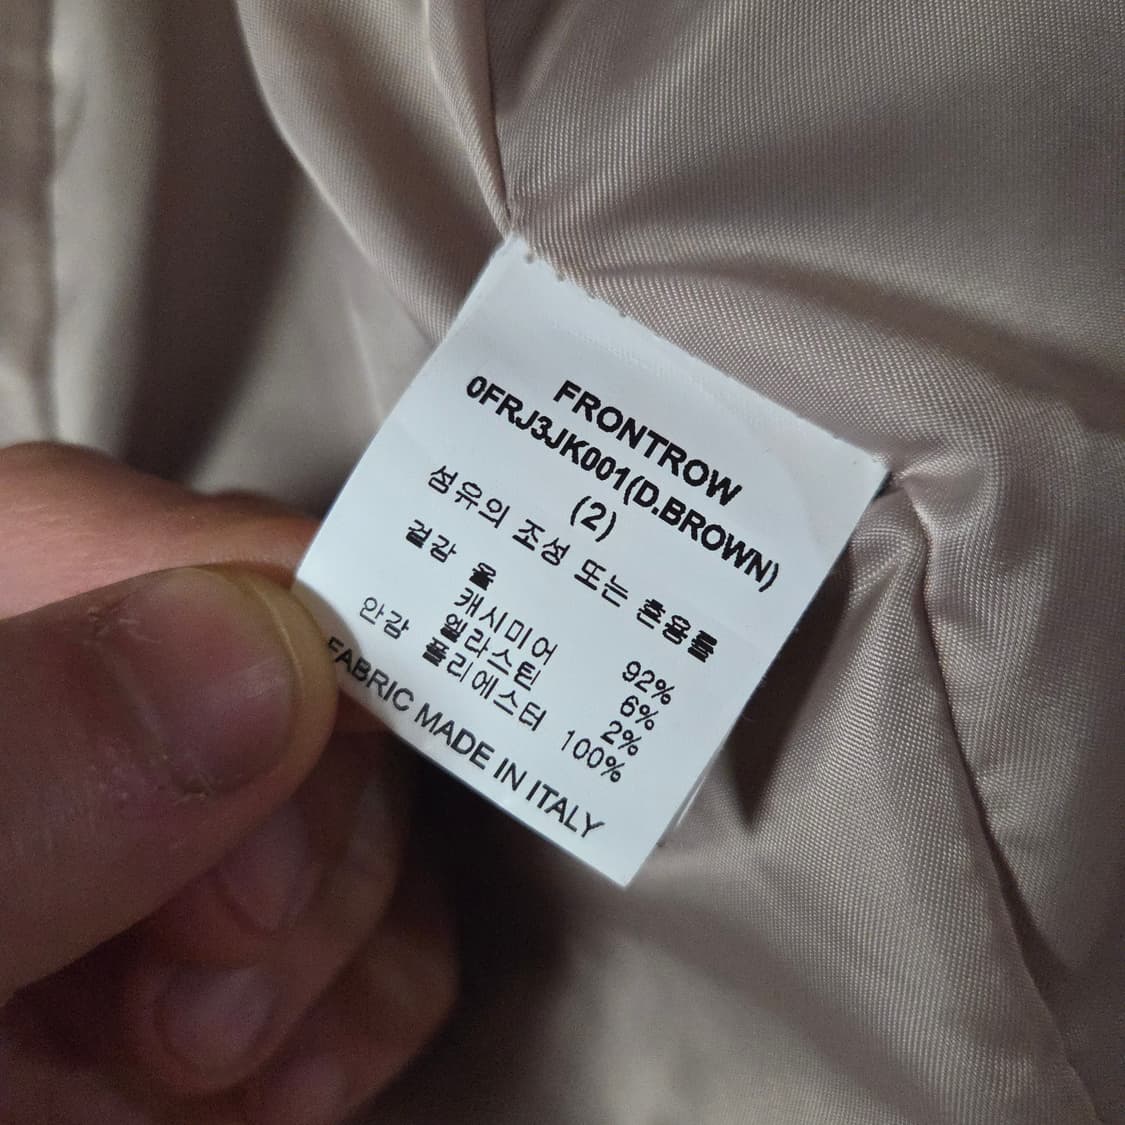 FRONTROW
0FRJ3JK001(D.BROWN)
(2)
섬유의 조성 또는 혼용률
겉감 울 92%
캐시미어 6%
엘라스틴 2%
안감 폴리에스터 100%
FABRIC MADE IN ITALY